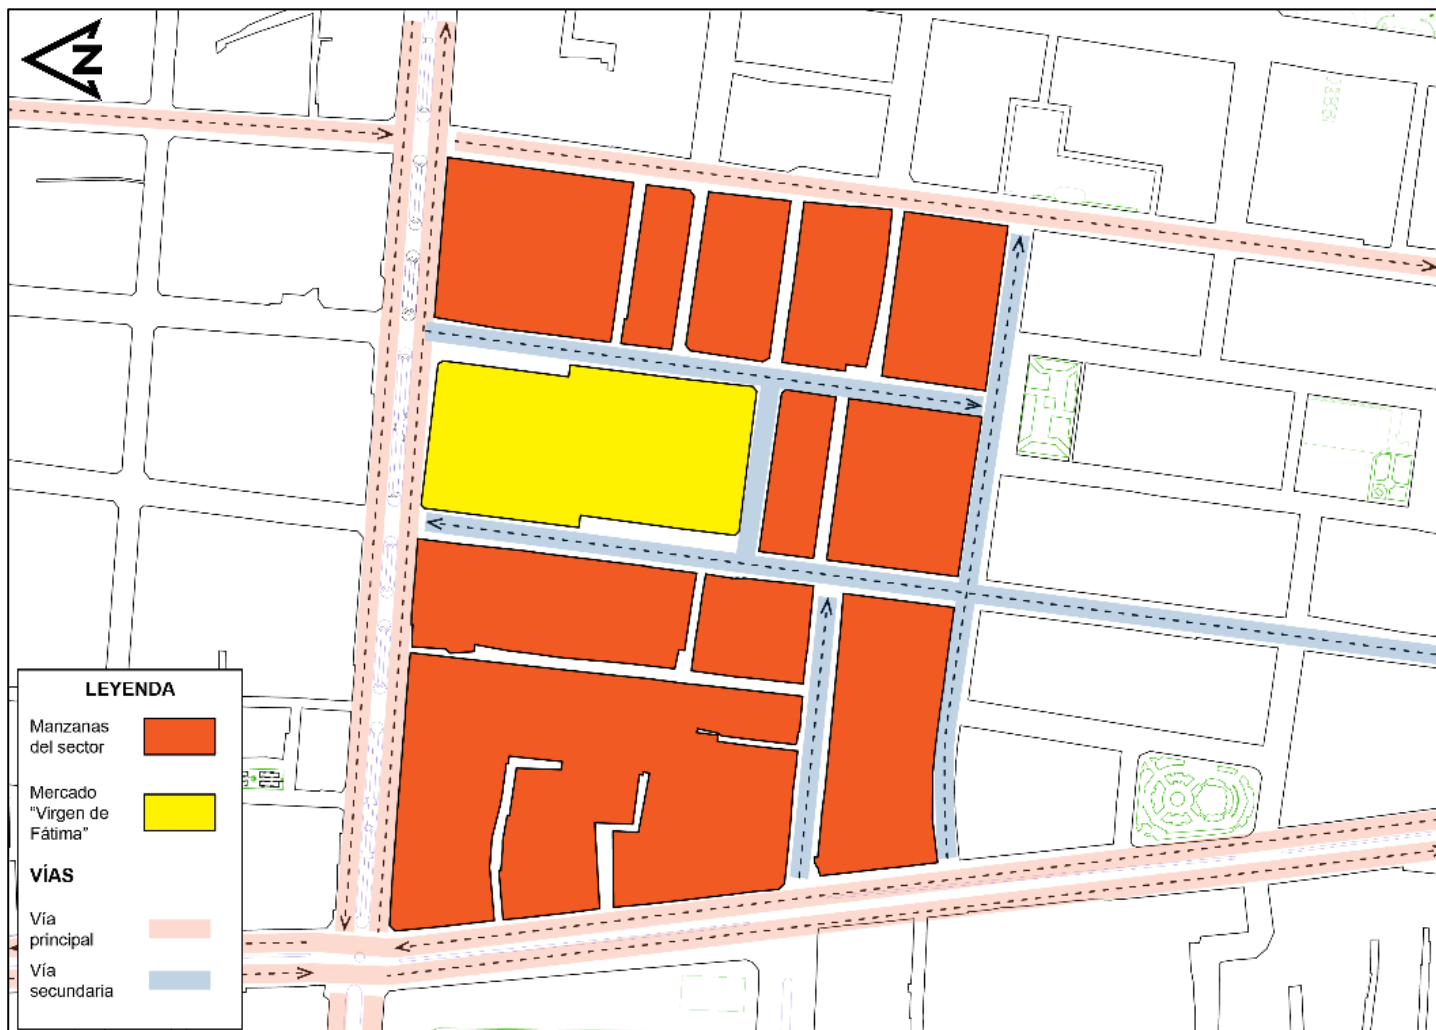 N
LEYENDA
Manzanas
del sector
Mercado
"Virgen de
Fátima"
VÍAS
Vía
principal
Vía
secundaria